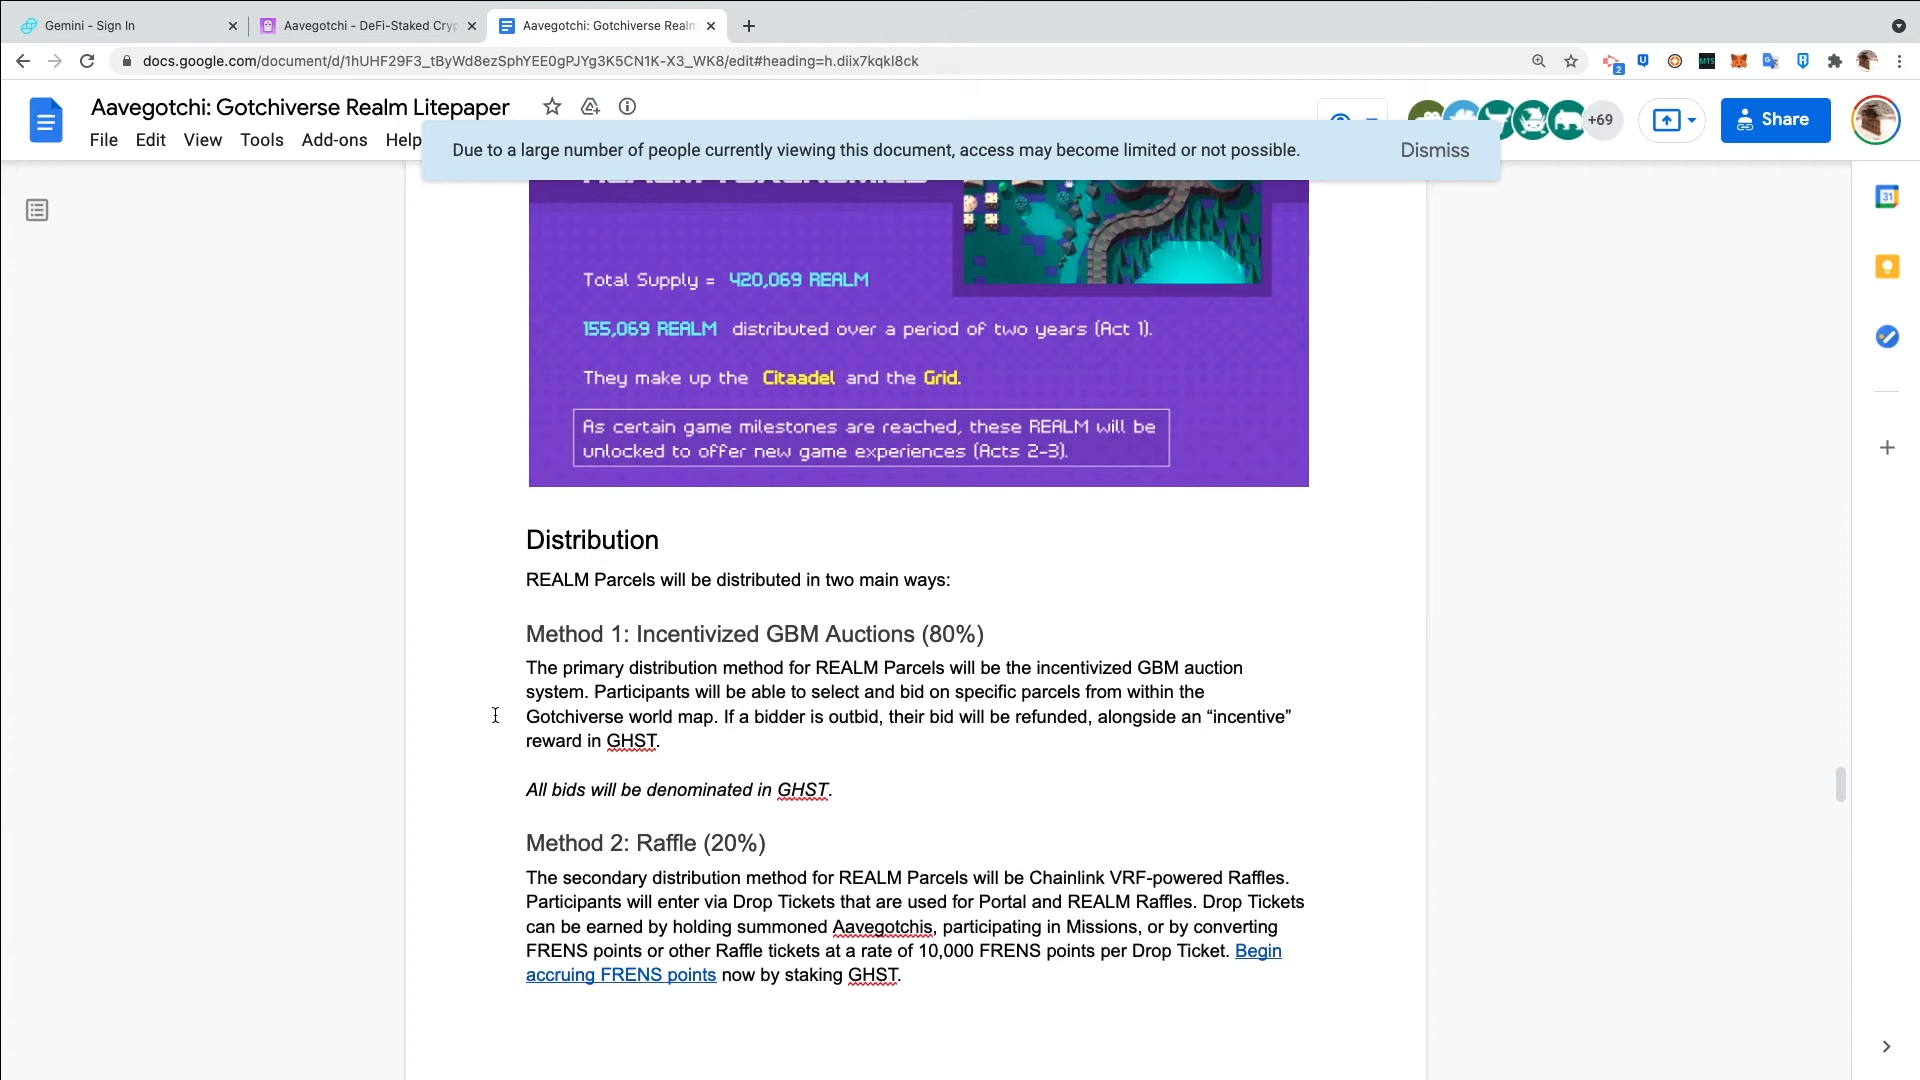 Gemini - Sign In
Aavegotchi - DeFi-Staked Cryp
Aavegotchi: Gotchiverse Realm
docs.google.com/document/d/1hUHF29F3_tByWd8ezSphYEE0gPJYg3K5CN1K-X3_WK8/edit#heading=h.diix7kqkl8ck
2
MTS
Aavegotchi: Gotchiverse Realm Litepaper
File Edit View Tools Add-ons Help
+69
Share
Due to a large number of people currently viewing this document, access may become limited or not possible.
Dismiss
31
Total Supply = 420,069 REALM
155,069 REALM distributed over a period of two years (Act 1).
They make up the Citaadel and the Grid.
As certain game milestones are reached, these REALM will be
unlocked to offer new game experiences (Acts 2-3).
Distribution
REALM Parcels will be distributed in two main ways:
Method 1: Incentivized GBM Auctions (80%)
The primary distribution method for REALM Parcels will be the incentivized GBM auction
system. Participants will be able to select and bid on specific parcels from within the
Gotchiverse world map. If a bidder is outbid, their bid will be refunded, alongside an “incentive”
reward in GHST.
All bids will be denominated in GHST.
Method 2: Raffle (20%)
The secondary distribution method for REALM Parcels will be Chainlink VRF-powered Raffles.
Participants will enter via Drop Tickets that are used for Portal and REALM Raffles. Drop Tickets
can be earned by holding summoned Aavegotchis, participating in Missions, or by converting
FRENS points or other Raffle tickets at a rate of 10,000 FRENS points per Drop Ticket. Begin
accruing FRENS points now by staking GHST.